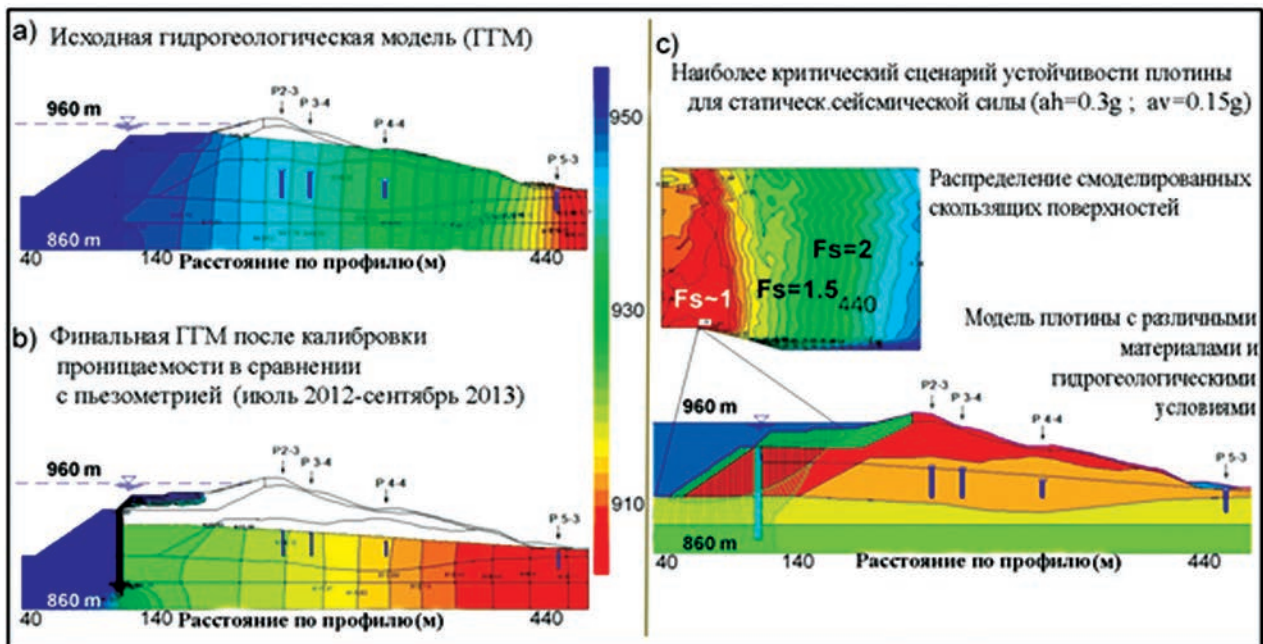 a) Исходная гидрогеологическая модель (ГГМ)
960 m
P2-3
P 3-4
P 4-4
P 5-3
860 m
40
140
Расстояние по профилю(м)
440
b) Финальная ГГМ после калибровки
проницаемости в сравнении
с пьезометрией (июль 2012-сентябрь 2013)
960 m
P2-3
P 3-4
P 4-4
P 5-3
860 m
40
140
Расстояние по профилю(м)
440
950
930
910
c)
Наиболее критический сценарий устойчивости плотины
для статическ.сейсмической силы (ah=0.3g ; av=0.15g)
Распределение смоделированных
скользящих поверхностей
Fs=2
Fs=1.5
440
Fs~1
Модель плотины с различными
материалами и
гидрогеологическими
условиями
960 m
P2-3
P 3-4
P 4-4
P 5-3
860 m
40
140
Расстояние по профилю(м)
440